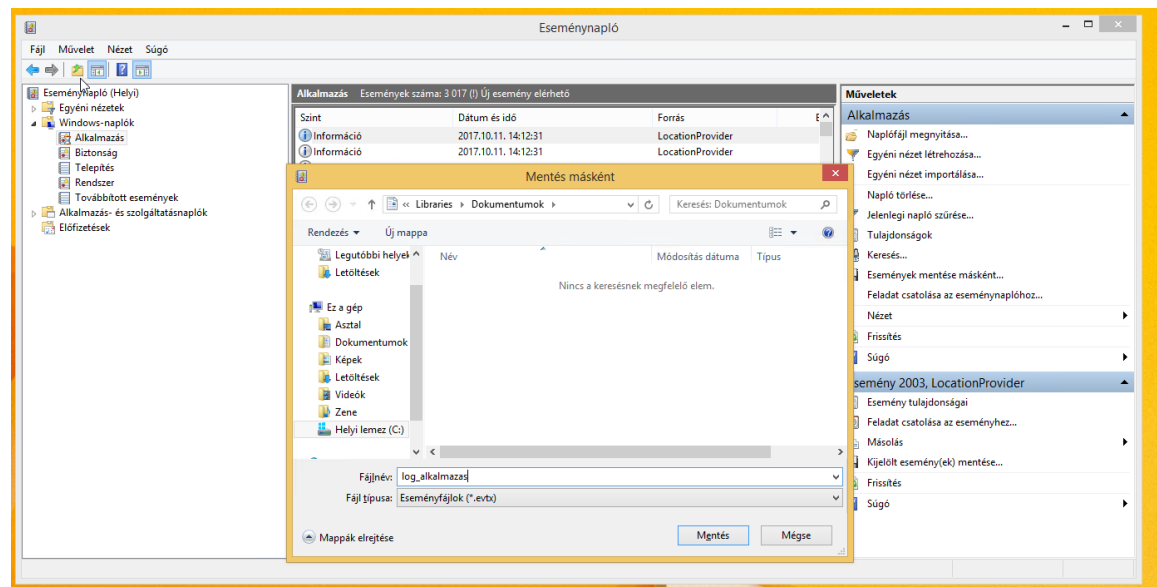 Eseménynapló
Fájl Művelet Nézet Súgó
Eseménynapló (Helyi)
Egyéni nézetek
Windows-naplók
Alkalmazás
Biztonság
Telepítés
Rendszer
Továbbított események
Alkalmazás- és szolgáltatásnaplók
Előfizetések
Alkalmazás Események száma: 3 017 (!) Új esemény elérhető
Szint Dátum és idő Forrás
Információ 2017.10.11. 14:12:31 LocationProvider
Információ 2017.10.11. 14:12:31 LocationProvider
Mentés másként
« Libraries Dokumentumok Keresés: Dokumentumok
Rendezés Új mappa
Legutóbbi helyek
Letöltések
Ez a gép
Asztal
Dokumentumok
Képek
Letöltések
Videók
Zene
Helyi lemez (C:)
Név Módosítás dátuma Típus
Nincs a keresésnek megfelelő elem.
Fájlnév: log_alkalmazas
Fájl típusa: Eseményfájlok (*.evtx)
Mappák elrejtése Mentés Mégse
Műveletek
Alkalmazás
Naplófájl megnyitása...
Egyéni nézet létrehozása...
Egyéni nézet importálása...
Napló törlése...
Jelenlegi napló szűrése...
Tulajdonságok
Keresés...
Események mentése másként...
Feladat csatolása az eseménynaplóhoz...
Nézet
Frissítés
Súgó
semény 2003, LocationProvider
Esemény tulajdonságai
Feladat csatolása az eseményhez...
Másolás
Kijelölt esemény(ek) mentése...
Frissítés
Súgó